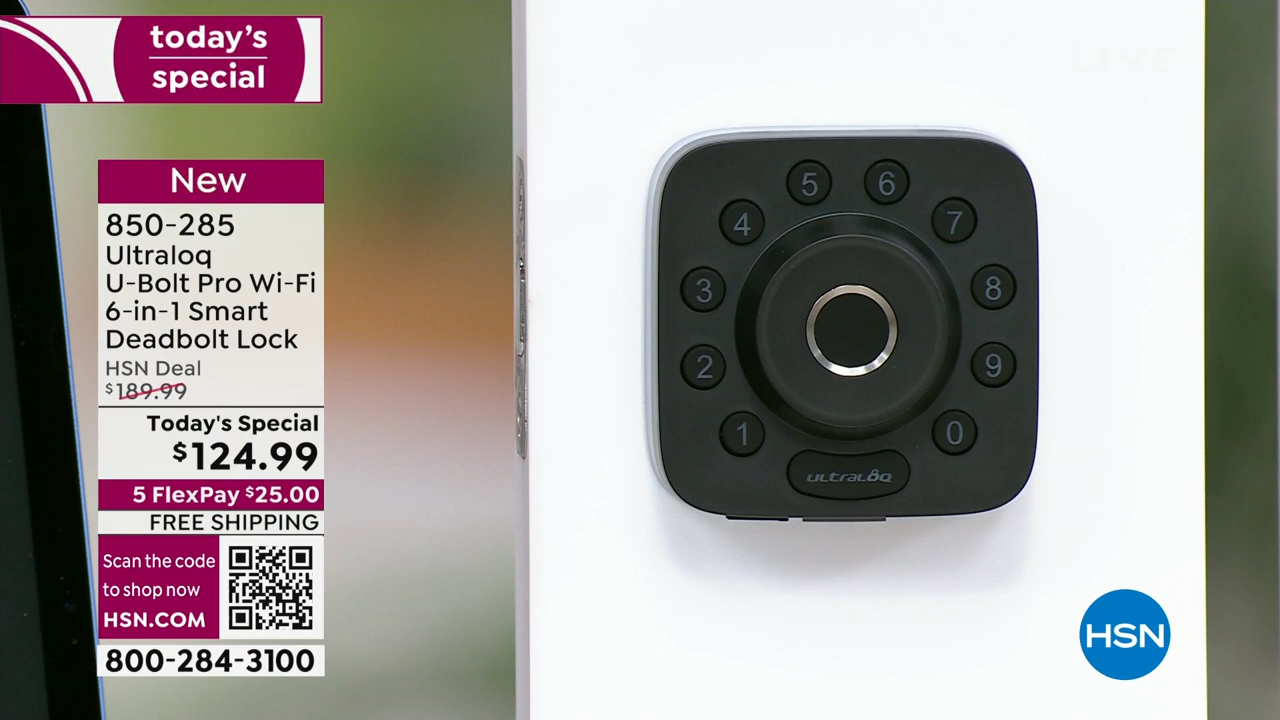 today's
special
New
850-285
Ultraloq
U-Bolt Pro Wi-Fi
6-in-1 Smart
Deadbolt Lock
HSN Deal
$189.99
Today's Special
$124.99
5 FlexPay $25.00
FREE SHIPPING
Scan the code
to shop now
HSN.COM
800-284-3100
LIVE
5 6
4 7
3 8
2 9
1 0
ultraloq
HSN